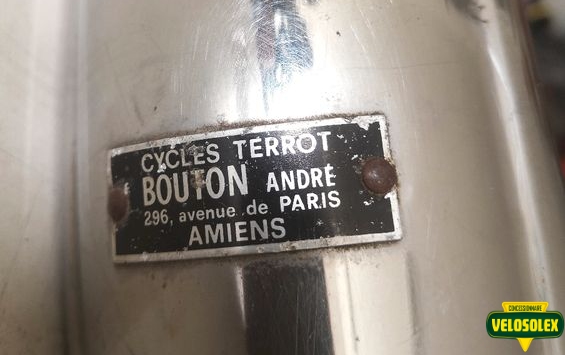 CYCLES TERROT
BOUTON ANDRÉ
296, avenue de PARIS
AMIENS
CONCESSIONNAIRE
VELOSOLEX